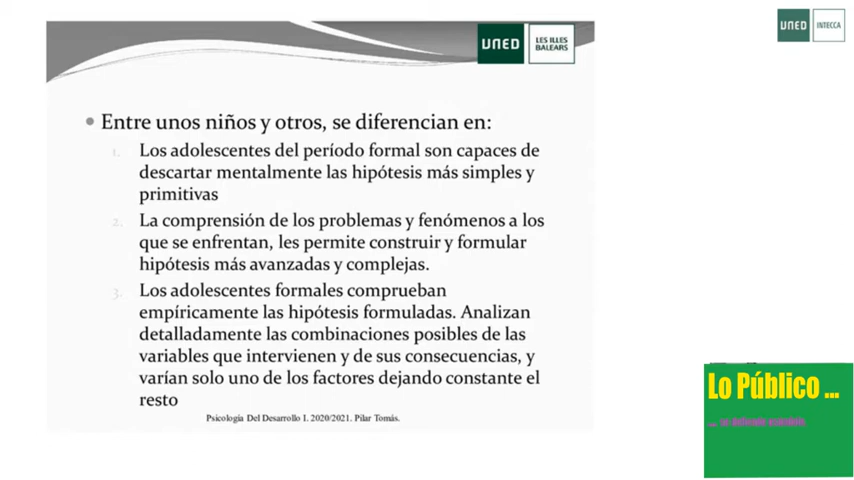 UNED
LES ILLES
BALEARS
UNED
INTECCA
• Entre unos niños y otros, se diferencian en:
1. Los adolescentes del período formal son capaces de
descartar mentalmente las hipótesis más simples y
primitivas
2. La comprensión de los problemas y fenómenos a los
que se enfrentan, les permite construir y formular
hipótesis más avanzadas y complejas.
3. Los adolescentes formales comprueban
empíricamente las hipótesis formuladas. Analizan
detalladamente las combinaciones posibles de las
variables que intervienen y de sus consecuencias, y
varían solo uno de los factores dejando constante el
resto
Psicología Del Desarrollo I. 2020/2021. Pilar Tomás.
Lo Público ...